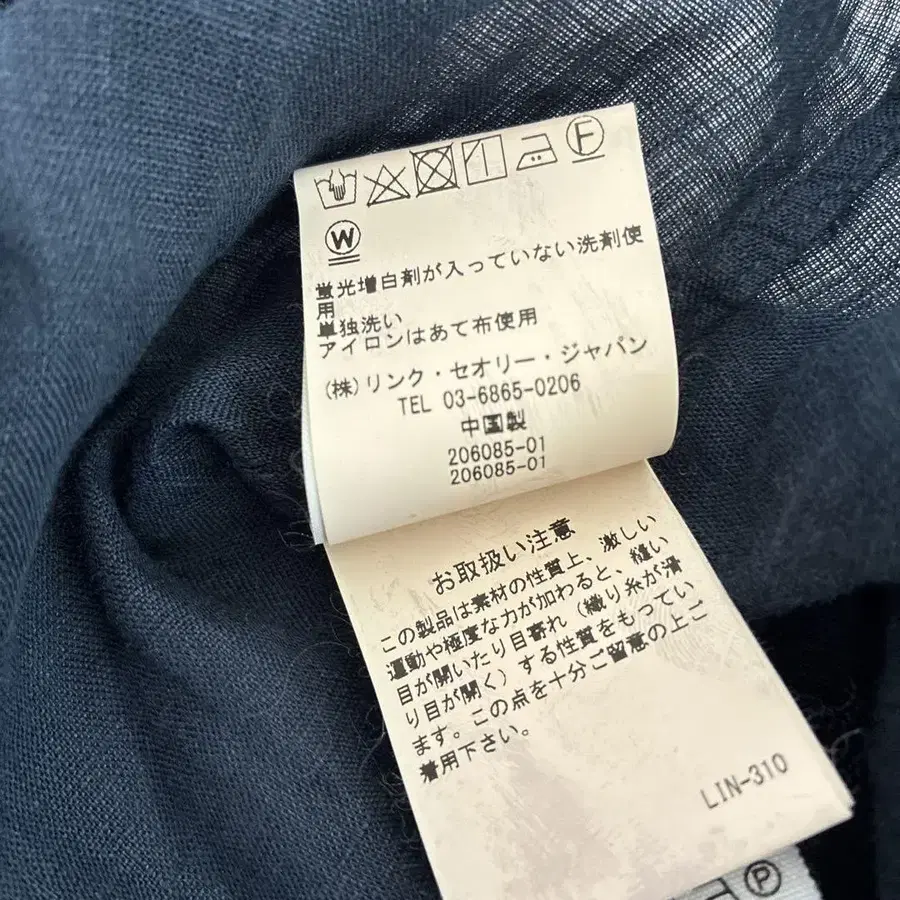 F
W
蛍光増白剤が入っていない洗剤使
用
単独洗い
アイロンはあて布使用
(株)リンク・セオリー・ジャパン
TEL 03-6865-0206
中国製
206085-01
206085-01
お取扱い注意
この製品は素材の性質上、激しい
運動や極度な力が加わると、縫い
目が開いたり目寄れ（織り糸が滑
り目が開く）する性質をもってい
ます。この点を十分ご留意の上ご
着用下さい。
LIN-310
P